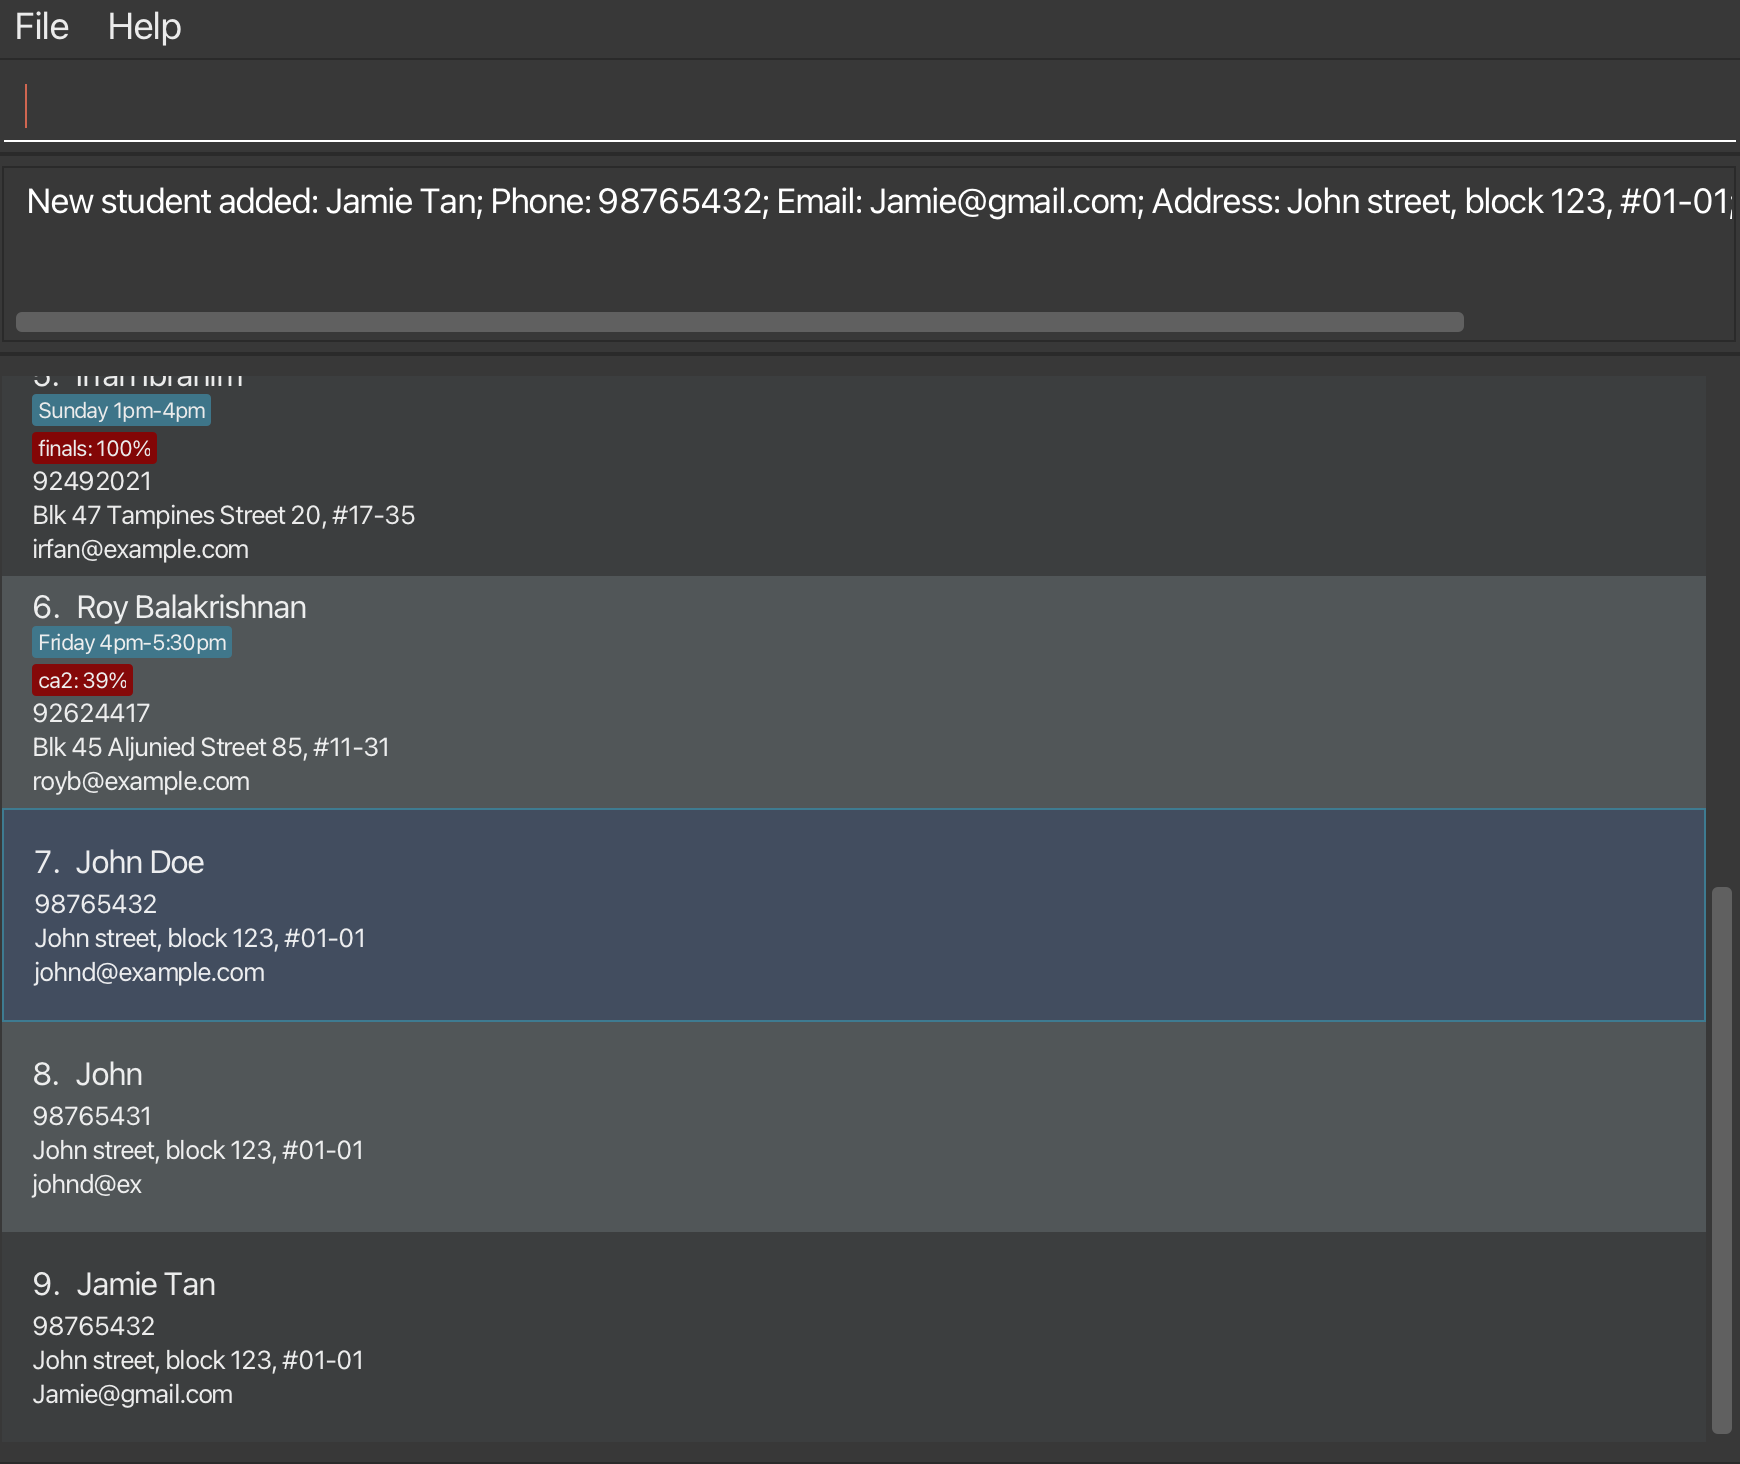 File Help
New student added: Jamie Tan; Phone: 98765432; Email: Jamie@gmail.com; Address: John street, block 123, #01-01;
5. Irfan Ibrahim
Sunday 1pm-4pm
finals: 100%
92492021
Blk 47 Tampines Street 20, #17-35
irfan@example.com
6. Roy Balakrishnan
Friday 4pm-5:30pm
ca2: 39%
92624417
Blk 45 Aljunied Street 85, #11-31
royb@example.com
7. John Doe
98765432
John street, block 123, #01-01
johnd@example.com
8. John
98765431
John street, block 123, #01-01
johnd@ex
9. Jamie Tan
98765432
John street, block 123, #01-01
Jamie@gmail.com